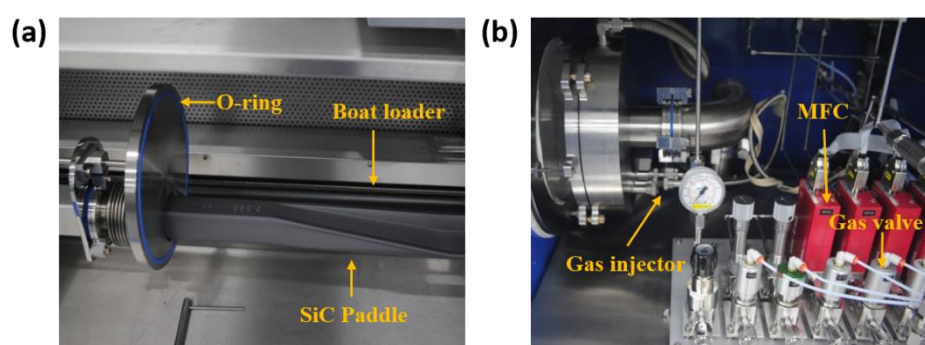 (a)
O-ring
Boat loader
SiC Paddle
(b)
MFC
Gas valve
Gas injector